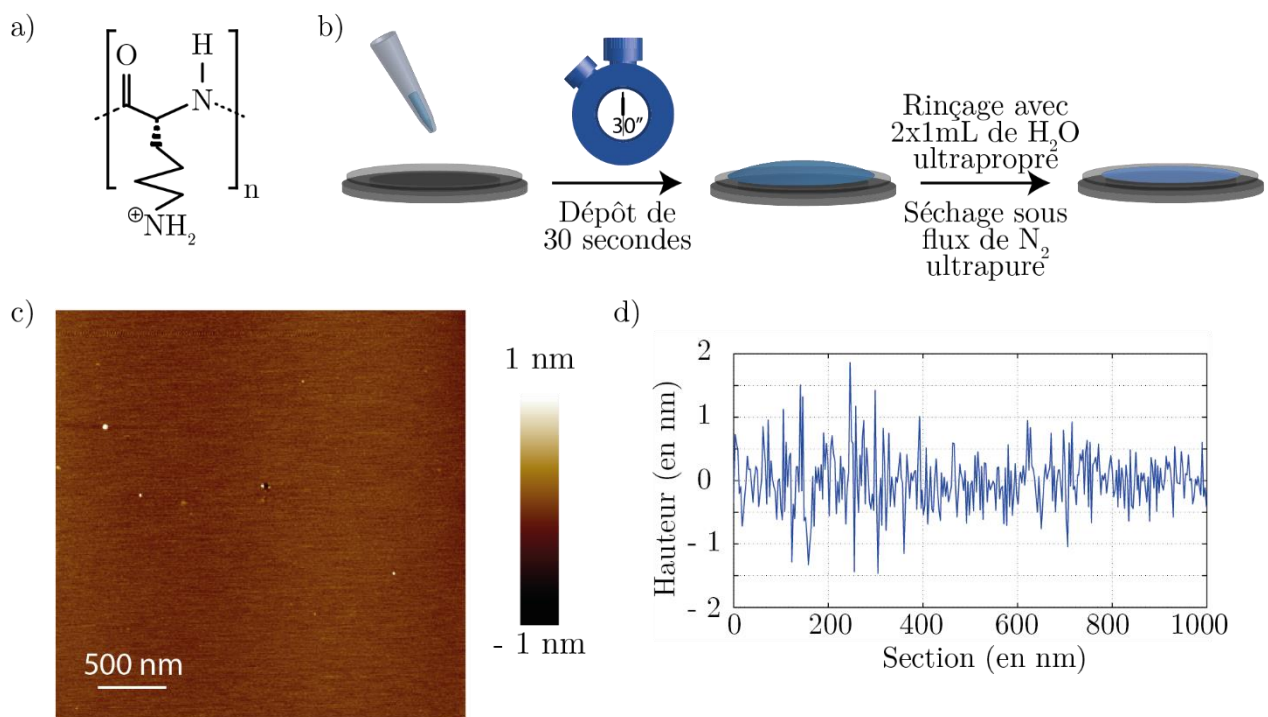 a)
O
H
N
n
⊕NH₂
b)
30"
Dépôt de
30 secondes
Rinçage avec
2x1mL de H₂O
ultrapropre
Séchage sous
flux de N₂
ultrapure
c)
1 nm
- 1 nm
500 nm
d)
Hauteur (en nm)
2
1
0
- 1
- 2
0 200 400 600 800 1000
Section (en nm)